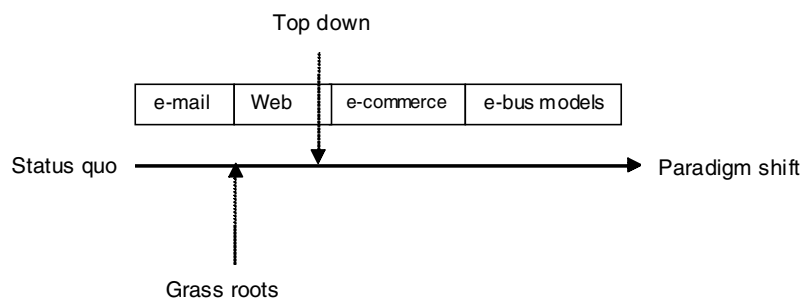 Top down
e-mail Web e-commerce e-bus models
Status quo Paradigm shift
Grass roots